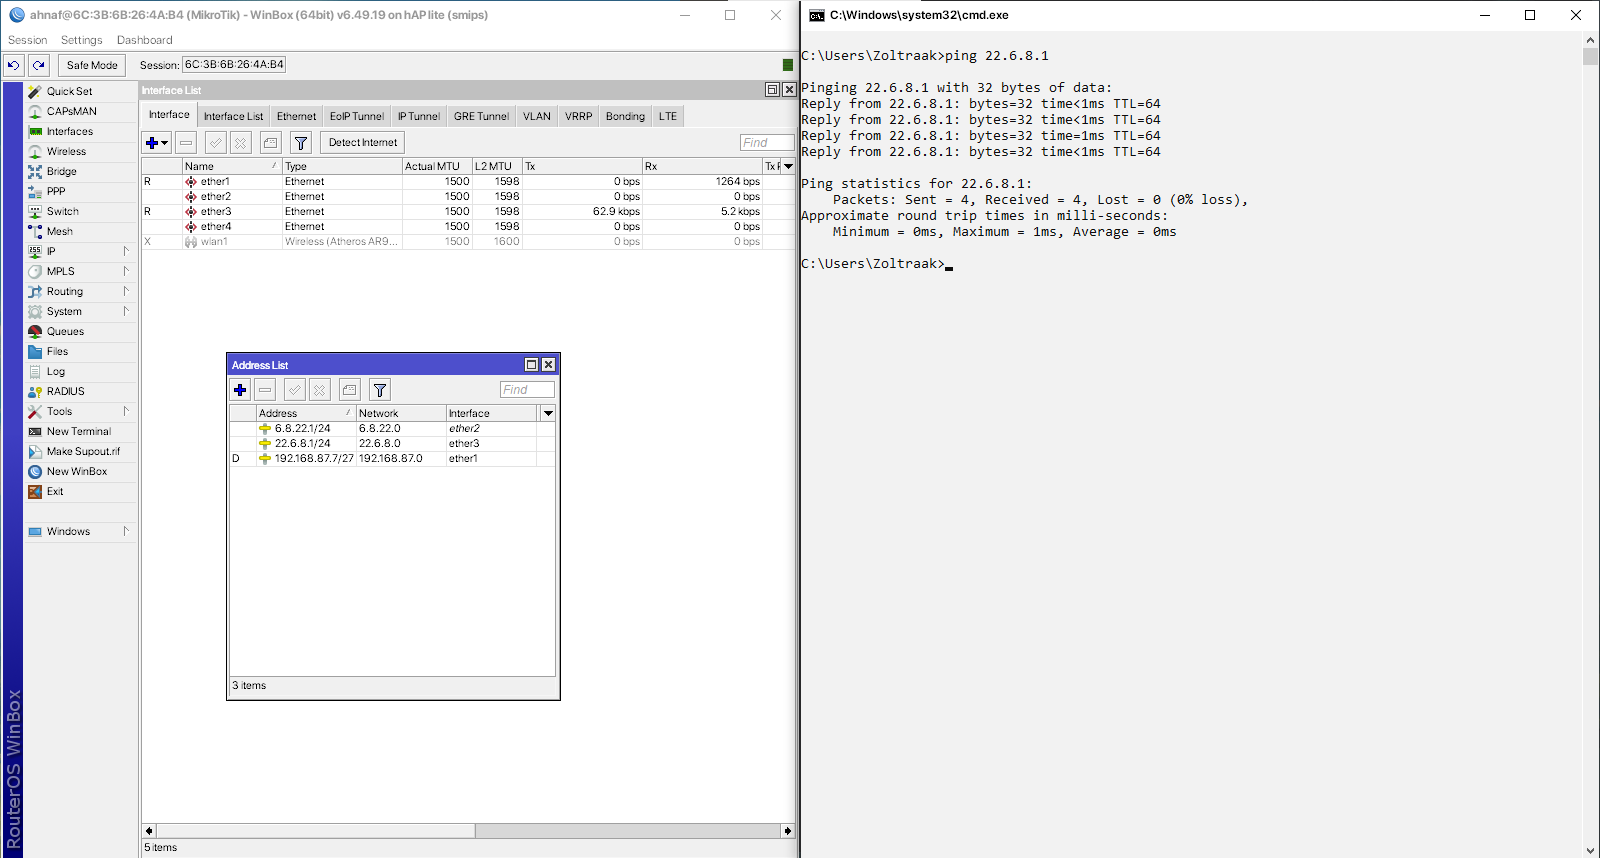 ahnaf@6C:3B:6B:26:4A:B4 (MikroTik) - WinBox (64bit) v6.49.19 on hAP lite (smips)
Session Settings Dashboard
Safe Mode Session: 6C:3B:6B:26:4A:B4
Quick Set
CAPsMAN
Interfaces
Wireless
Bridge
PPP
Switch
Mesh
IP
MPLS
Routing
System
Queues
Files
Log
RADIUS
Tools
New Terminal
Make Supout.rif
New WinBox
Exit
Windows
RouterOS WinBox
Interface List
Interface Interface List Ethernet EoIP Tunnel IP Tunnel GRE Tunnel VLAN VRRP Bonding LTE
Detect Internet Find
Name Type Actual MTU L2 MTU Tx Rx Tx
R ether1 Ethernet 1500 1598 0 bps 1264 bps
ether2 Ethernet 1500 1598 0 bps 0 bps
R ether3 Ethernet 1500 1598 62.9 kbps 5.2 kbps
ether4 Ethernet 1500 1598 0 bps 0 bps
X wlan1 Wireless (Atheros AR9... 1500 1600 0 bps 0 bps
Address List
Find
Address Network Interface
6.8.22.1/24 6.8.22.0 ether2
22.6.8.1/24 22.6.8.0 ether3
D 192.168.87.7/27 192.168.87.0 ether1
3 items
5 items
C:\Windows\system32\cmd.exe
C:\Users\Zoltraak>ping 22.6.8.1
Pinging 22.6.8.1 with 32 bytes of data:
Reply from 22.6.8.1: bytes=32 time<1ms TTL=64
Reply from 22.6.8.1: bytes=32 time<1ms TTL=64
Reply from 22.6.8.1: bytes=32 time=1ms TTL=64
Reply from 22.6.8.1: bytes=32 time<1ms TTL=64
Ping statistics for 22.6.8.1:
Packets: Sent = 4, Received = 4, Lost = 0 (0% loss),
Approximate round trip times in milli-seconds:
Minimum = 0ms, Maximum = 1ms, Average = 0ms
C:\Users\Zoltraak>